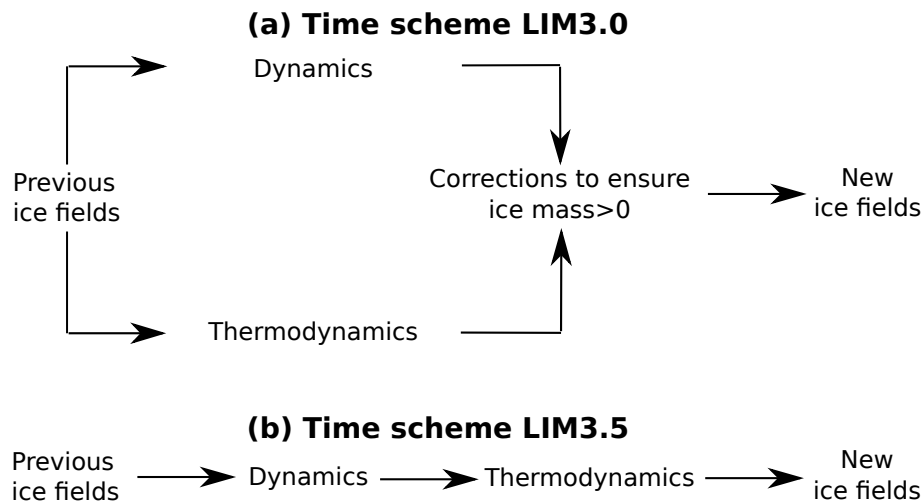 (a) Time scheme LIM3.0
Dynamics
Previous
ice fields
Corrections to ensure
ice mass>0
New
ice fields
Thermodynamics
(b) Time scheme LIM3.5
Previous
ice fields
Dynamics
Thermodynamics
New
ice fields